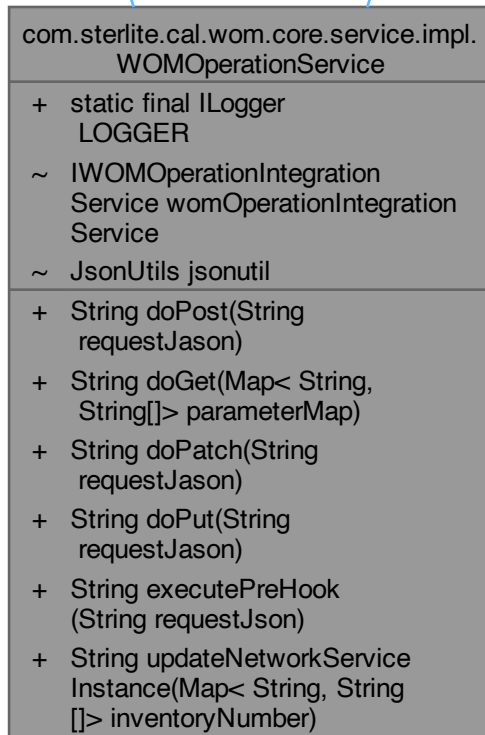 com.sterlite.cal.wom.core.service.impl.
WOMOperationService
+ static final ILogger
LOGGER
~ IWOMOperationIntegration
Service womOperationIntegration
Service
~ JsonUtils jsonutil
+ String doPost(String
requestJason)
+ String doGet(Map< String,
String[]> parameterMap)
+ String doPatch(String
requestJason)
+ String doPut(String
requestJason)
+ String executePreHook
(String requestJson)
+ String updateNetworkService
Instance(Map< String, String
[]> inventoryNumber)